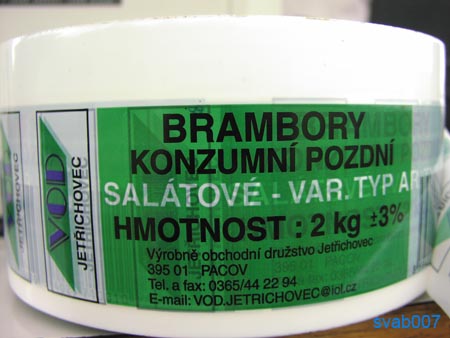 BRAMBORY
KONZUMNÍ POZDNÍ
SALÁTOVÉ - VAR. TYP AR
HMOTNOST : 2 kg ±3%
Výrobně obchodní družstvo Jetřichovec
395 01 PACOV
Tel. a fax: 0365/44 22 94
E-mail: VOD.JETRICHOVEC@iol.cz
VOD
JETŘICHOVEC
svab007